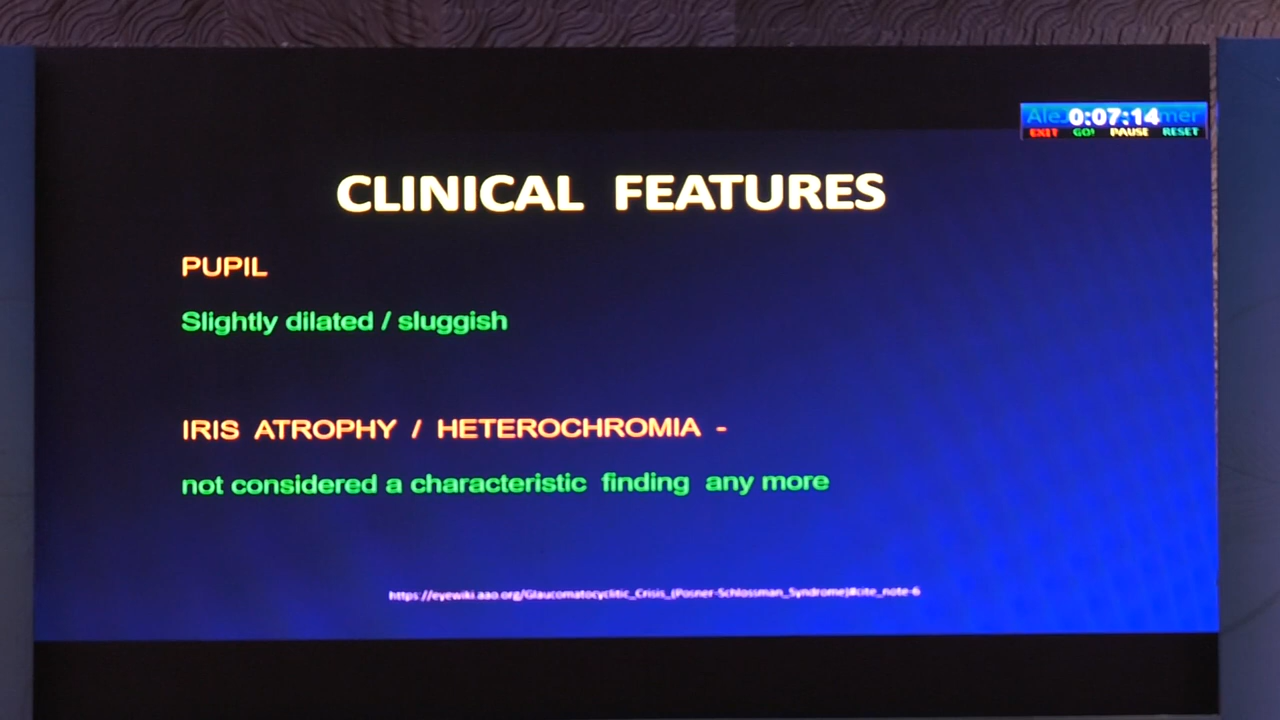 0:07:14
EXIT GO! PAUSE RESET
CLINICAL FEATURES
PUPIL
Slightly dilated / sluggish
IRIS ATROPHY / HETEROCHROMIA -
not considered a characteristic finding any more
https://eyewiki.aao.org/Glaucomatocyclitic_Crisis_(Posner-Schlossman_Syndrome)#cite_note-6